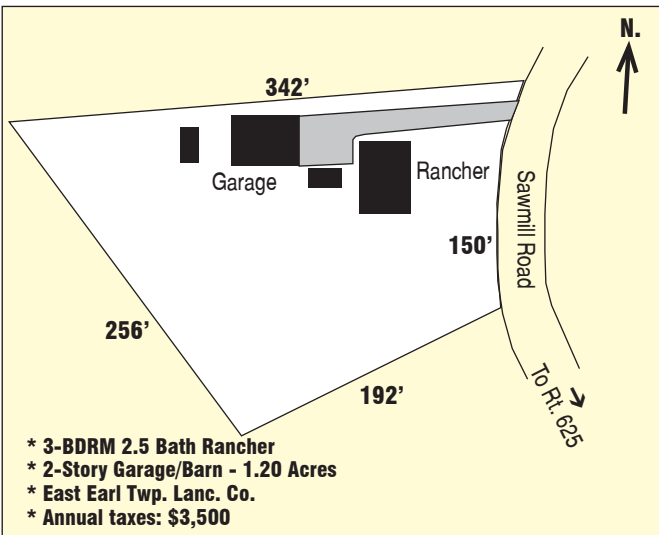 N.
342’
Garage
Rancher
Sawmill Road
150’
256’
192’
To Rt. 625
* 3-BDRM 2.5 Bath Rancher
* 2-Story Garage/Barn - 1.20 Acres
* East Earl Twp. Lanc. Co.
* Annual taxes: $3,500